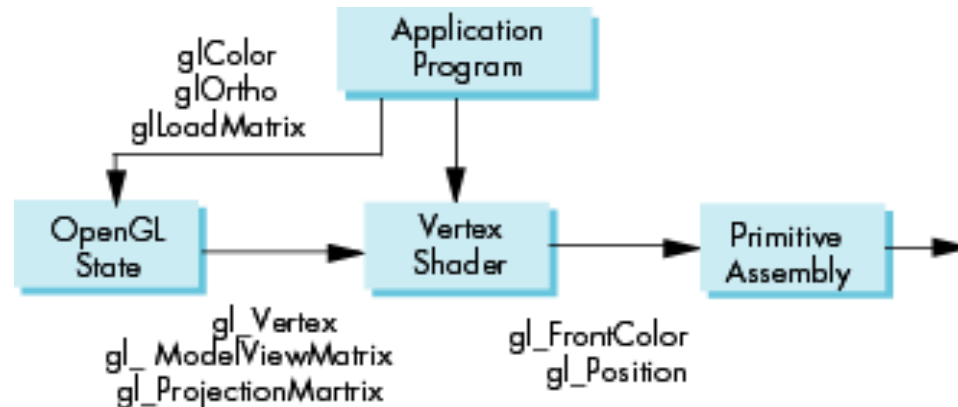 Application
Program
glColor
glOrtho
glLoadMatrix
OpenGL
State
Vertex
Shader
Primitive
Assembly
gl_Vertex
gl_ ModelViewMatrix
gl_ProjectionMartrix
gl_FrontColor
gl_Position